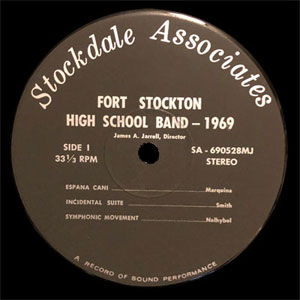 Stockdale Associates
FORT STOCKTON
HIGH SCHOOL BAND – 1969
James A. Jarrell, Director
SIDE I
33 1/3 RPM
SA - 690528MJ
STEREO
ESPANA CANI Marquina
INCIDENTAL SUITE Smith
SYMPHONIC MOVEMENT Nelhybel
A RECORD OF SOUND PERFORMANCE